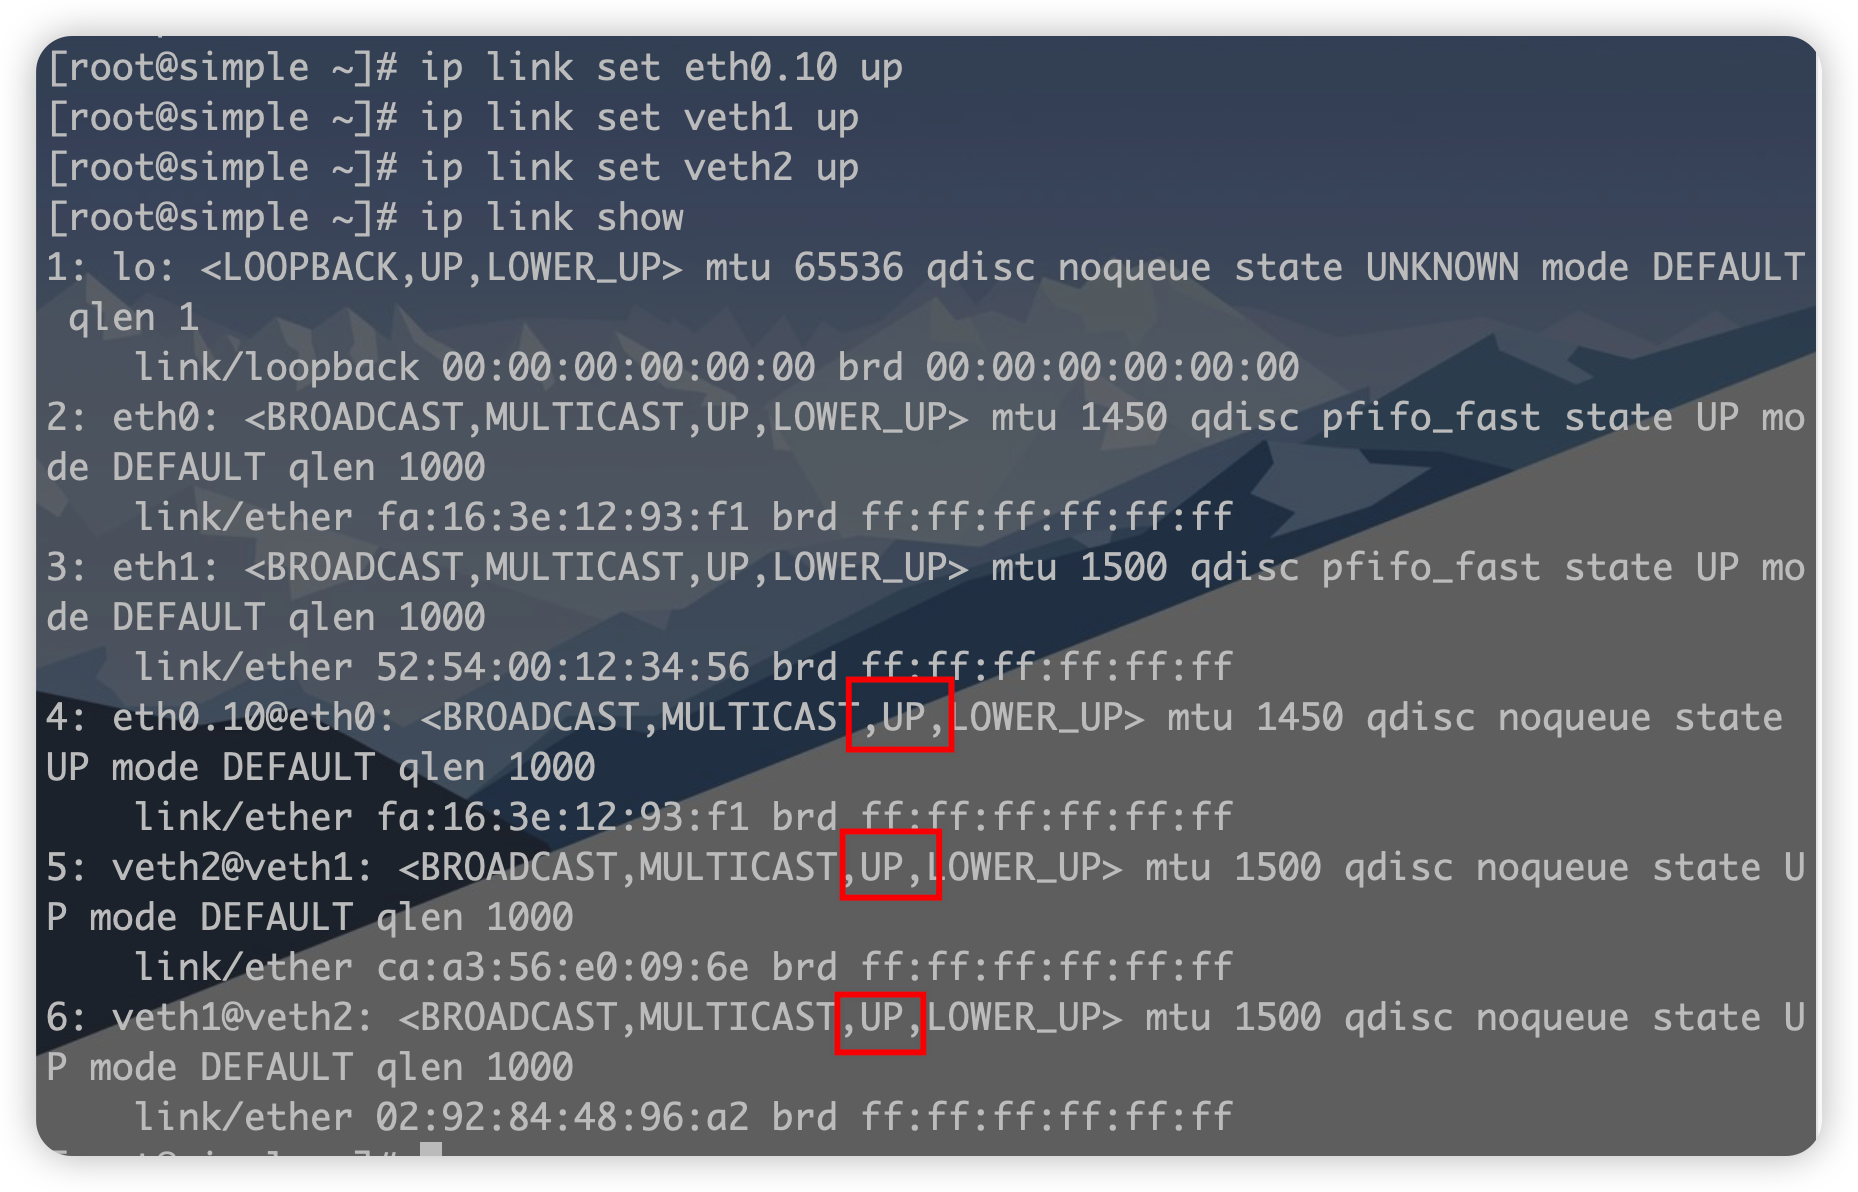 [root@simple ~]# ip link set eth0.10 up
[root@simple ~]# ip link set veth1 up
[root@simple ~]# ip link set veth2 up
[root@simple ~]# ip link show
1: lo: <LOOPBACK,UP,LOWER_UP> mtu 65536 qdisc noqueue state UNKNOWN mode DEFAULT
 qlen 1
    link/loopback 00:00:00:00:00:00 brd 00:00:00:00:00:00
2: eth0: <BROADCAST,MULTICAST,UP,LOWER_UP> mtu 1450 qdisc pfifo_fast state UP mo
de DEFAULT qlen 1000
    link/ether fa:16:3e:12:93:f1 brd ff:ff:ff:ff:ff:ff
3: eth1: <BROADCAST,MULTICAST,UP,LOWER_UP> mtu 1500 qdisc pfifo_fast state UP mo
de DEFAULT qlen 1000
    link/ether 52:54:00:12:34:56 brd ff:ff:ff:ff:ff:ff
4: eth0.10@eth0: <BROADCAST,MULTICAST,UP,LOWER_UP> mtu 1450 qdisc noqueue state
UP mode DEFAULT qlen 1000
    link/ether fa:16:3e:12:93:f1 brd ff:ff:ff:ff:ff:ff
5: veth2@veth1: <BROADCAST,MULTICAST,UP,LOWER_UP> mtu 1500 qdisc noqueue state U
P mode DEFAULT qlen 1000
    link/ether ca:a3:56:e0:09:6e brd ff:ff:ff:ff:ff:ff
6: veth1@veth2: <BROADCAST,MULTICAST,UP,LOWER_UP> mtu 1500 qdisc noqueue state U
P mode DEFAULT qlen 1000
    link/ether 02:92:84:48:96:a2 brd ff:ff:ff:ff:ff:ff